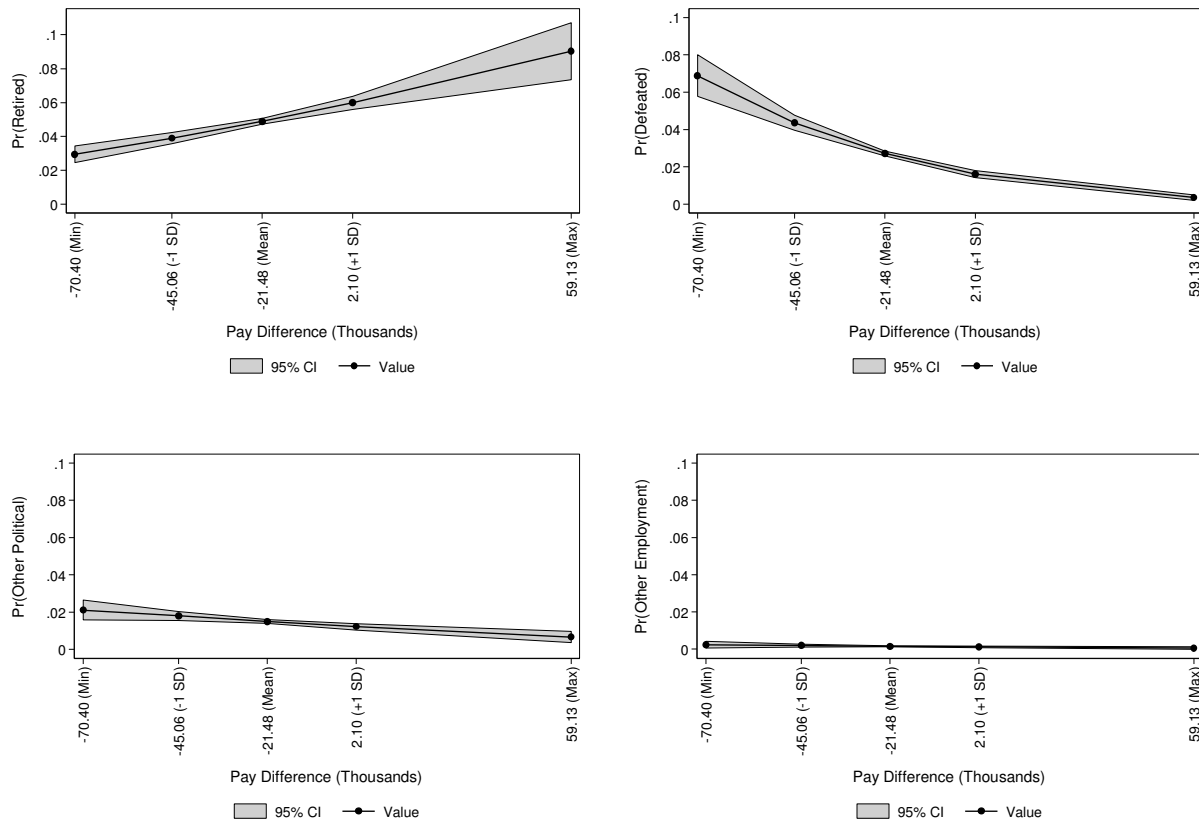 Pr(Retired)
.1
.08
.06
.04
.02
0
-70.40 (Min)
-45.06 (-1 SD)
-21.48 (Mean)
2.10 (+1 SD)
59.13 (Max)
Pay Difference (Thousands)
95% CI Value
Pr(Defeated)
.1
.08
.06
.04
.02
0
-70.40 (Min)
-45.06 (-1 SD)
-21.48 (Mean)
2.10 (+1 SD)
59.13 (Max)
Pay Difference (Thousands)
95% CI Value
Pr(Other Political)
.1
.08
.06
.04
.02
0
-70.40 (Min)
-45.06 (-1 SD)
-21.48 (Mean)
2.10 (+1 SD)
59.13 (Max)
Pay Difference (Thousands)
95% CI Value
Pr(Other Employment)
.1
.08
.06
.04
.02
0
-70.40 (Min)
-45.06 (-1 SD)
-21.48 (Mean)
2.10 (+1 SD)
59.13 (Max)
Pay Difference (Thousands)
95% CI Value